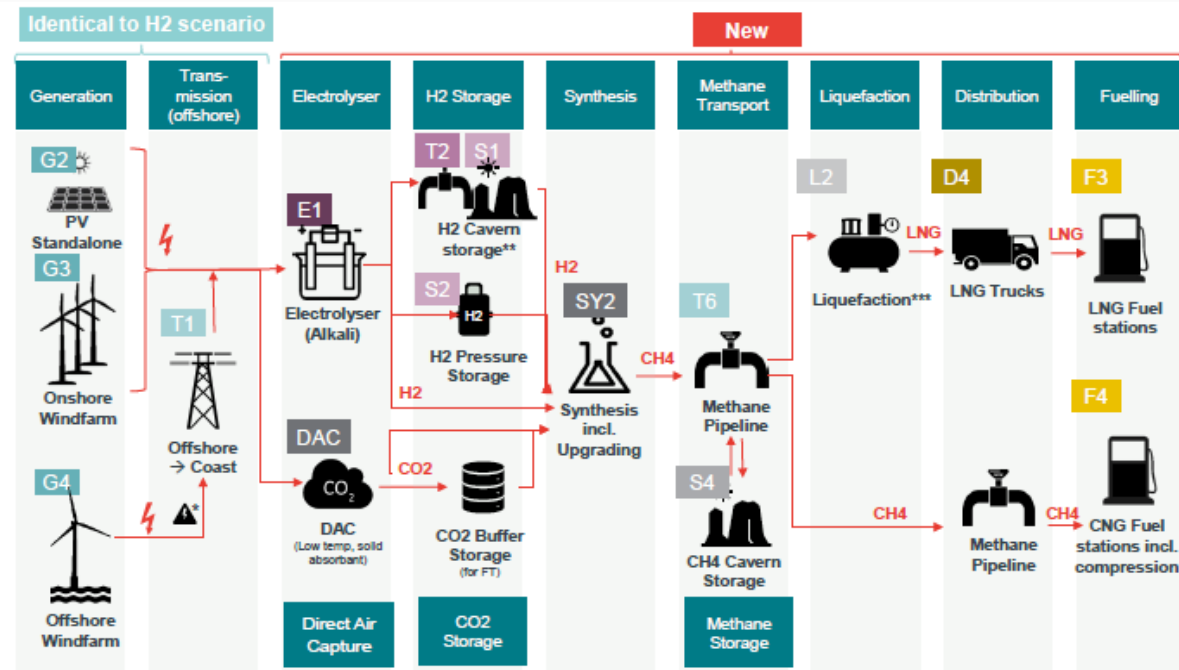 Identical to H2 scenario
New
Generation
Trans-
mission
(offshore)
Electrolyser
H2 Storage
Synthesis
Methane
Transport
Liquefaction
Distribution
Fuelling
G2
PV
Standalone
G3
Onshore
Windfarm
G4
Offshore
Windfarm
T1
Offshore
→ Coast
*
E1
Electrolyser
(Alkali)
H2
DAC
CO2
CO2
DAC
(Low temp, solid
absorbant)
Direct Air
Capture
T2
S1
H2 Cavern
storage**
H2
S2
H2
H2 Pressure
Storage
CO2 Buffer
Storage
(for FT)
CO2
Storage
SY2
Synthesis
incl.
Upgrading
CH4
T6
Methane
Pipeline
S4
CH4 Cavern
Storage
Methane
Storage
L2
Liquefaction***
LNG
D4
LNG Trucks
LNG
F3
LNG Fuel
stations
CH4
Methane
Pipeline
CH4
F4
CNG Fuel
stations incl.
compression